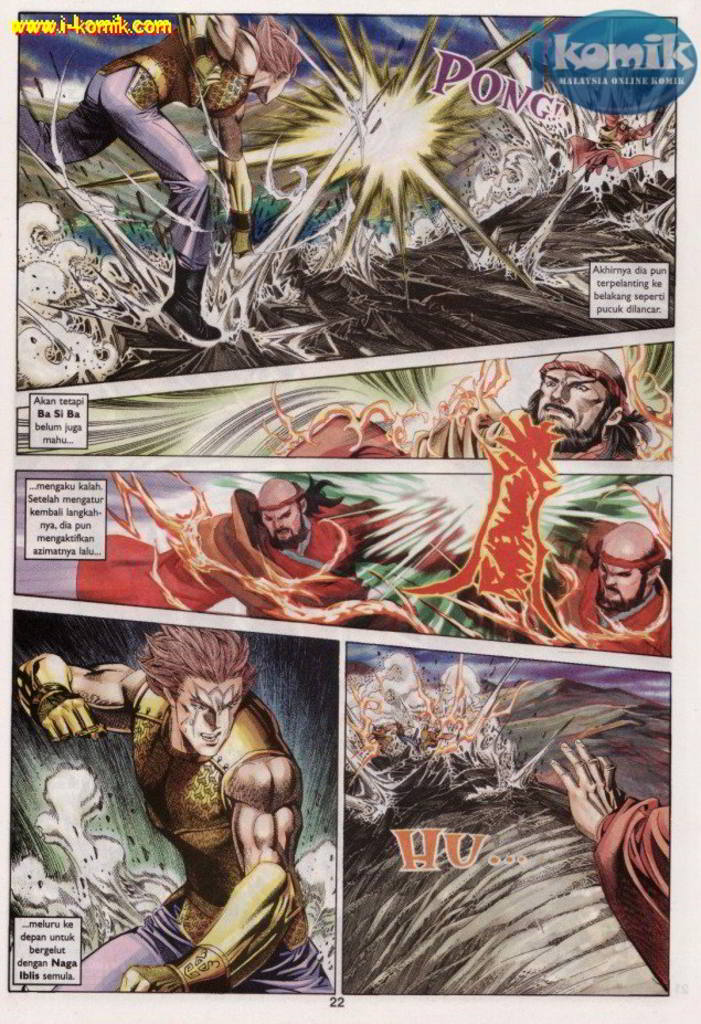 www.i-komik.com
i komik
MALAYSIA ONLINE KOMIK
PONG!
Akhirnya dia pun
terpelanting ke
belakang seperti
pucuk dilancar.
Akan tetapi
Ba Si Ba
belum juga
mahu...
...mengaku kalah.
Setelah mengatur
kembali langkah-
nya, dia pun
mengaktifkan
azimatnya lalu...
...meluru ke
depan untuk
bergelut
dengan Naga
Iblis semula.
HU...
22